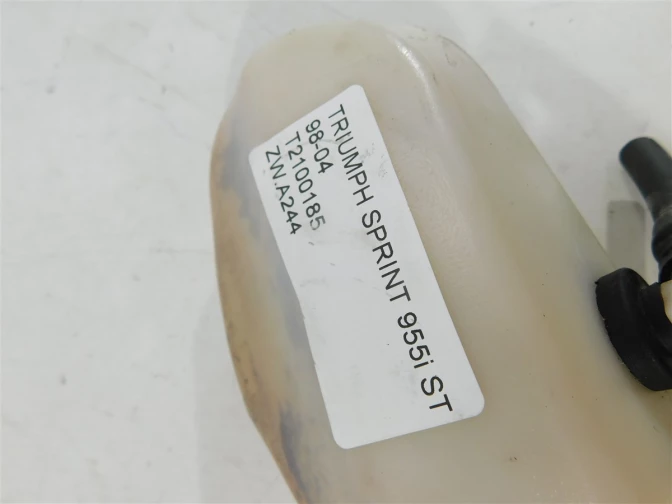 TRIUMPH SPRINT 955i ST
98-04
T2100185
ZW.A244